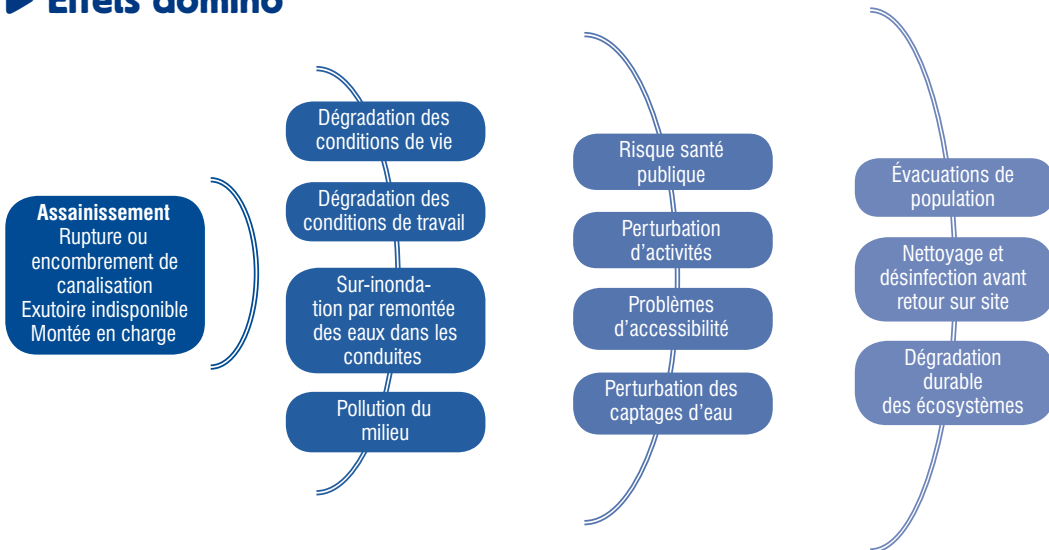 Effets domino
Assainissement
Rupture ou
encombrement de
canalisation
Exutoire indisponible
Montée en charge
Dégradation des
conditions de vie
Dégradation des
conditions de travail
Sur-inonda-
tion par remontée
des eaux dans les
conduites
Pollution du
milieu
Risque santé
publique
Perturbation
d’activités
Problèmes
d’accessibilité
Perturbation des
captages d’eau
Évacuations de
population
Nettoyage et
désinfection avant
retour sur site
Dégradation
durable
des écosystèmes